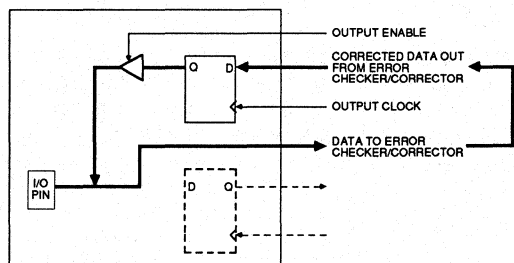 OUTPUT ENABLE
Q D
CORRECTED DATA OUT
FROM ERROR
CHECKER/CORRECTOR
OUTPUT CLOCK
DATA TO ERROR
CHECKER/CORRECTOR
I/O
PIN
D Q